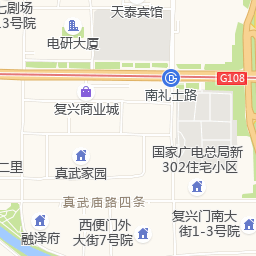 七剧场
13号院
天泰宾馆
电研大厦
G108
南礼士路
复兴商业城
国家广电总局新
302住宅小区
二里
真武家园
真武庙路四条
复兴门南大
街1-3号院
西便门外
大街7号院
融泽府